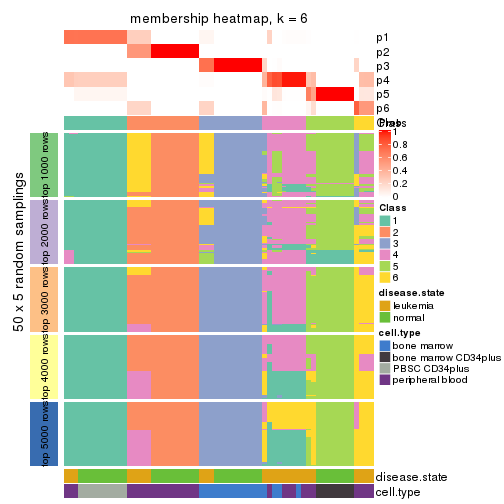 membership heatmap, k = 6
p1
p2
p3
p4
p5
p6
Class
Prob
1
0.8
0.6
0.4
0.2
0
Class
1
2
3
4
5
6
disease.state
leukemia
normal
cell.type
bone marrow
bone marrow CD34plus
PBSC CD34plus
peripheral blood
50 x 5 random samplings
top 1000 rows
top 2000 rows
top 3000 rows
top 4000 rows
top 5000 rows
disease.state
cell.type